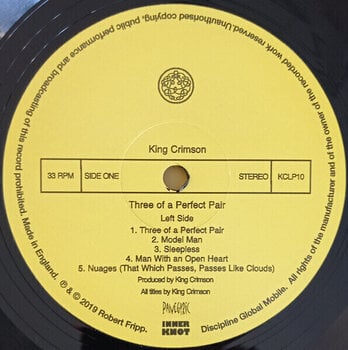 King Crimson
33 RPM
SIDE ONE
STEREO
KCLP10
Three of a Perfect Pair
Left Side
1. Three of a Perfect Pair
2. Model Man
3. Sleepless
4. Man With an Open Heart
5. Nuages (That Which Passes, Passes Like Clouds)
Produced by King Crimson
All titles by King Crimson
PANEGYRIC
INNER KNOT
Made in England. ℗ & © 2019 Robert Fripp. Discipline Global Mobile. All rights of the manufacturer and of the owner of the recorded work reserved.Unauthorised copying, public performance and broadcasting of this record prohibited.